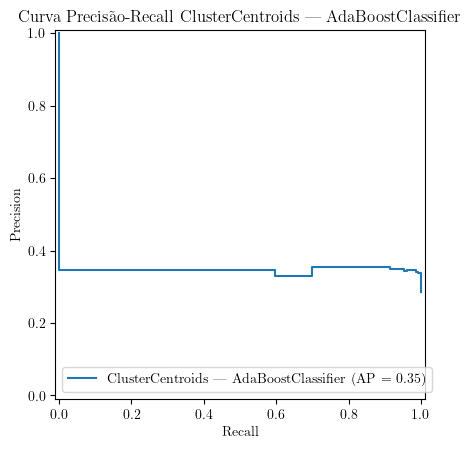 Curva Precisão-Recall ClusterCentroids — AdaBoostClassifier
1.0
0.8
0.6
0.4
0.2
0.0
Precision
ClusterCentroids — AdaBoostClassifier (AP = 0.35)
0.0 0.2 0.4 0.6 0.8 1.0
Recall